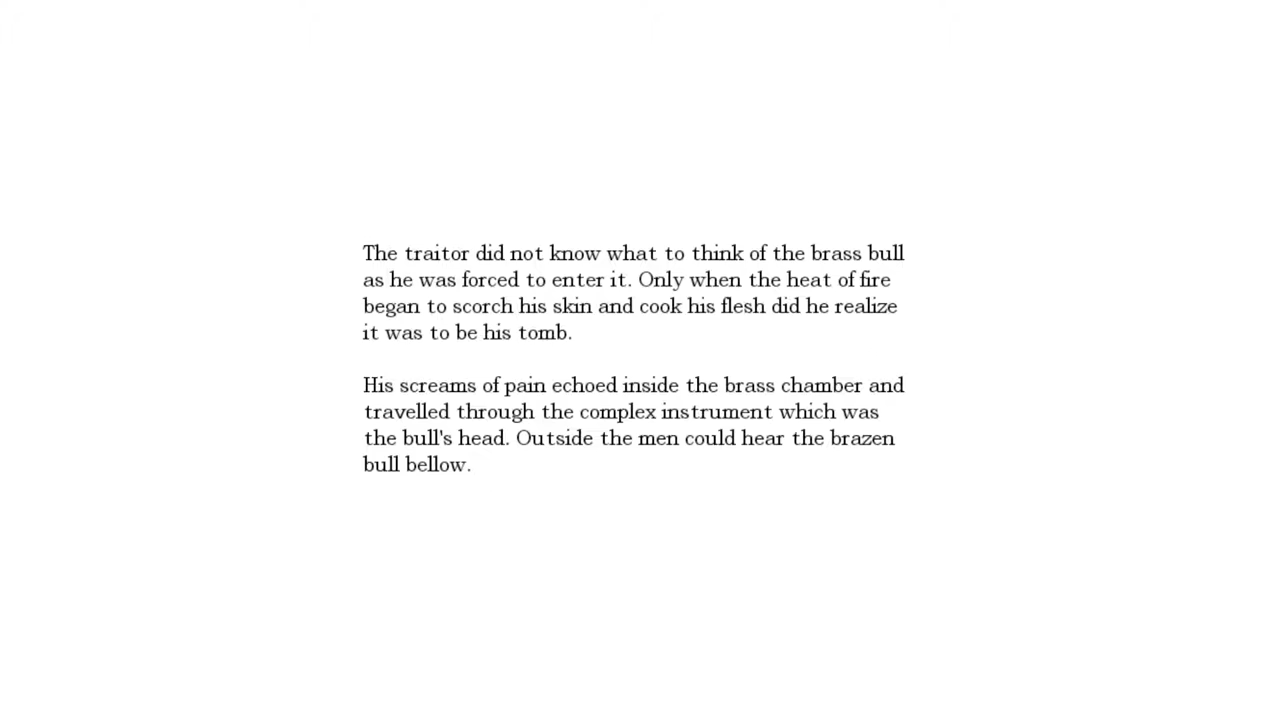 The traitor did not know what to think of the brass bull
as he was forced to enter it. Only when the heat of fire
began to scorch his skin and cook his flesh did he realize
it was to be his tomb.
His screams of pain echoed inside the brass chamber and
travelled through the complex instrument which was
the bull's head. Outside the men could hear the brazen
bull bellow.